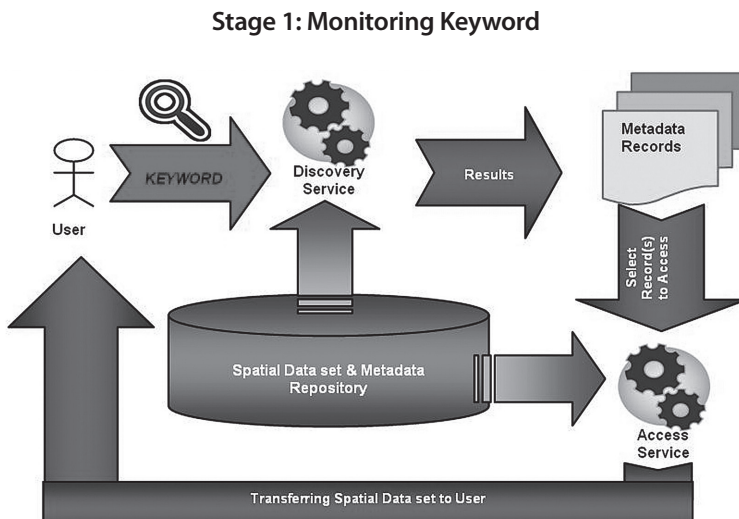 Stage 1: Monitoring Keyword
User
KEYWORD
Discovery
Service
Results
Metadata
Records
Select
Record(s)
to Access
Spatial Data set & Metadata
Repository
Access
Service
Transferring Spatial Data set to User